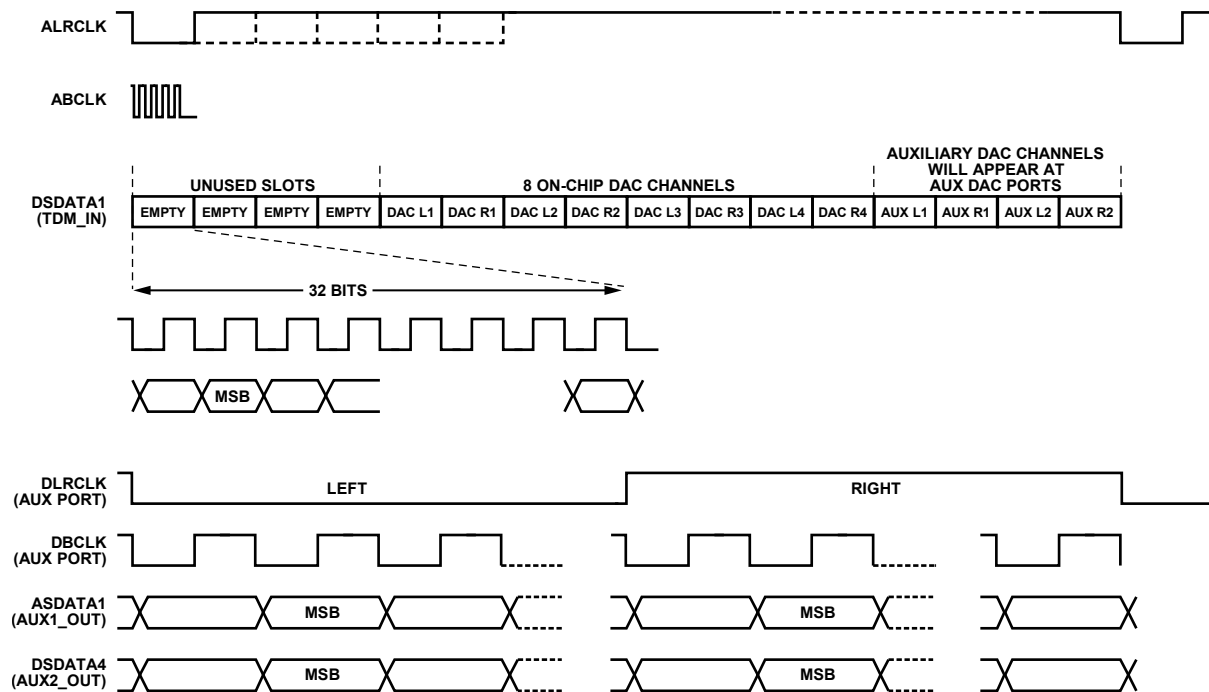 ALRCLK
ABCLK
AUXILIARY DAC CHANNELS
WILL APPEAR AT
AUX DAC PORTS
UNUSED SLOTS
8 ON-CHIP DAC CHANNELS
DSDATA1
(TDM_IN)
EMPTY EMPTY EMPTY EMPTY DAC L1 DAC R1 DAC L2 DAC R2 DAC L3 DAC R3 DAC L4 DAC R4 AUX L1 AUX R1 AUX L2 AUX R2
32 BITS
MSB
DLRCLK
(AUX PORT)
LEFT
RIGHT
DBCLK
(AUX PORT)
ASDATA1
(AUX1_OUT)
MSB
MSB
DSDATA4
(AUX2_OUT)
MSB
MSB